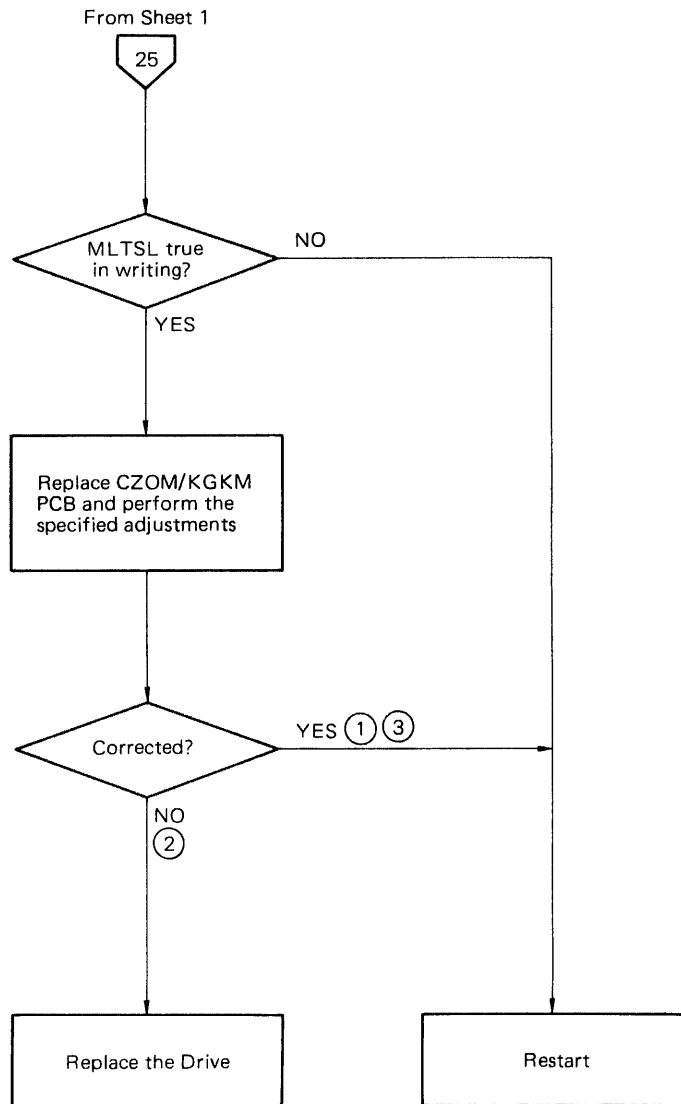 From Sheet 1
25
MLTSL true
in writing?
NO
YES
Replace CZOM/KGKM
PCB and perform the
specified adjustments
Corrected?
YES 1 3
NO
2
Replace the Drive
Restart